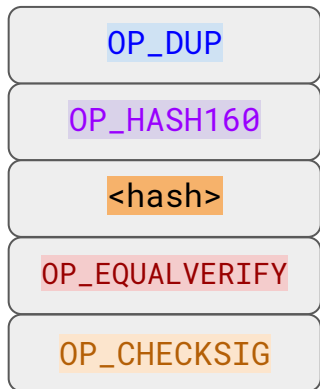 OP_DUP
OP_HASH160
<hash>
OP_EQUALVERIFY
OP_CHECKSIG